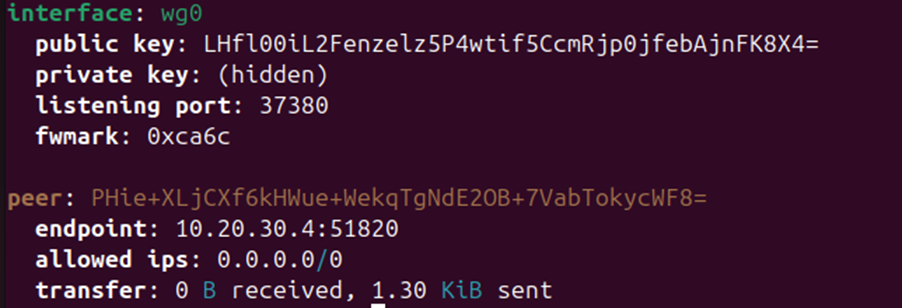 interface: wg0
public key: LHfl00iL2Fenzelz5P4wtif5CcmRjp0jfebAjnFK8X4=
private key: (hidden)
listening port: 37380
fwmark: 0xca6c
peer: PHie+XLjCXf6kHWue+WekqTgNdE2OB+7VabTokycWF8=
endpoint: 10.20.30.4:51820
allowed ips: 0.0.0.0/0
transfer: 0 B received, 1.30 KiB sent